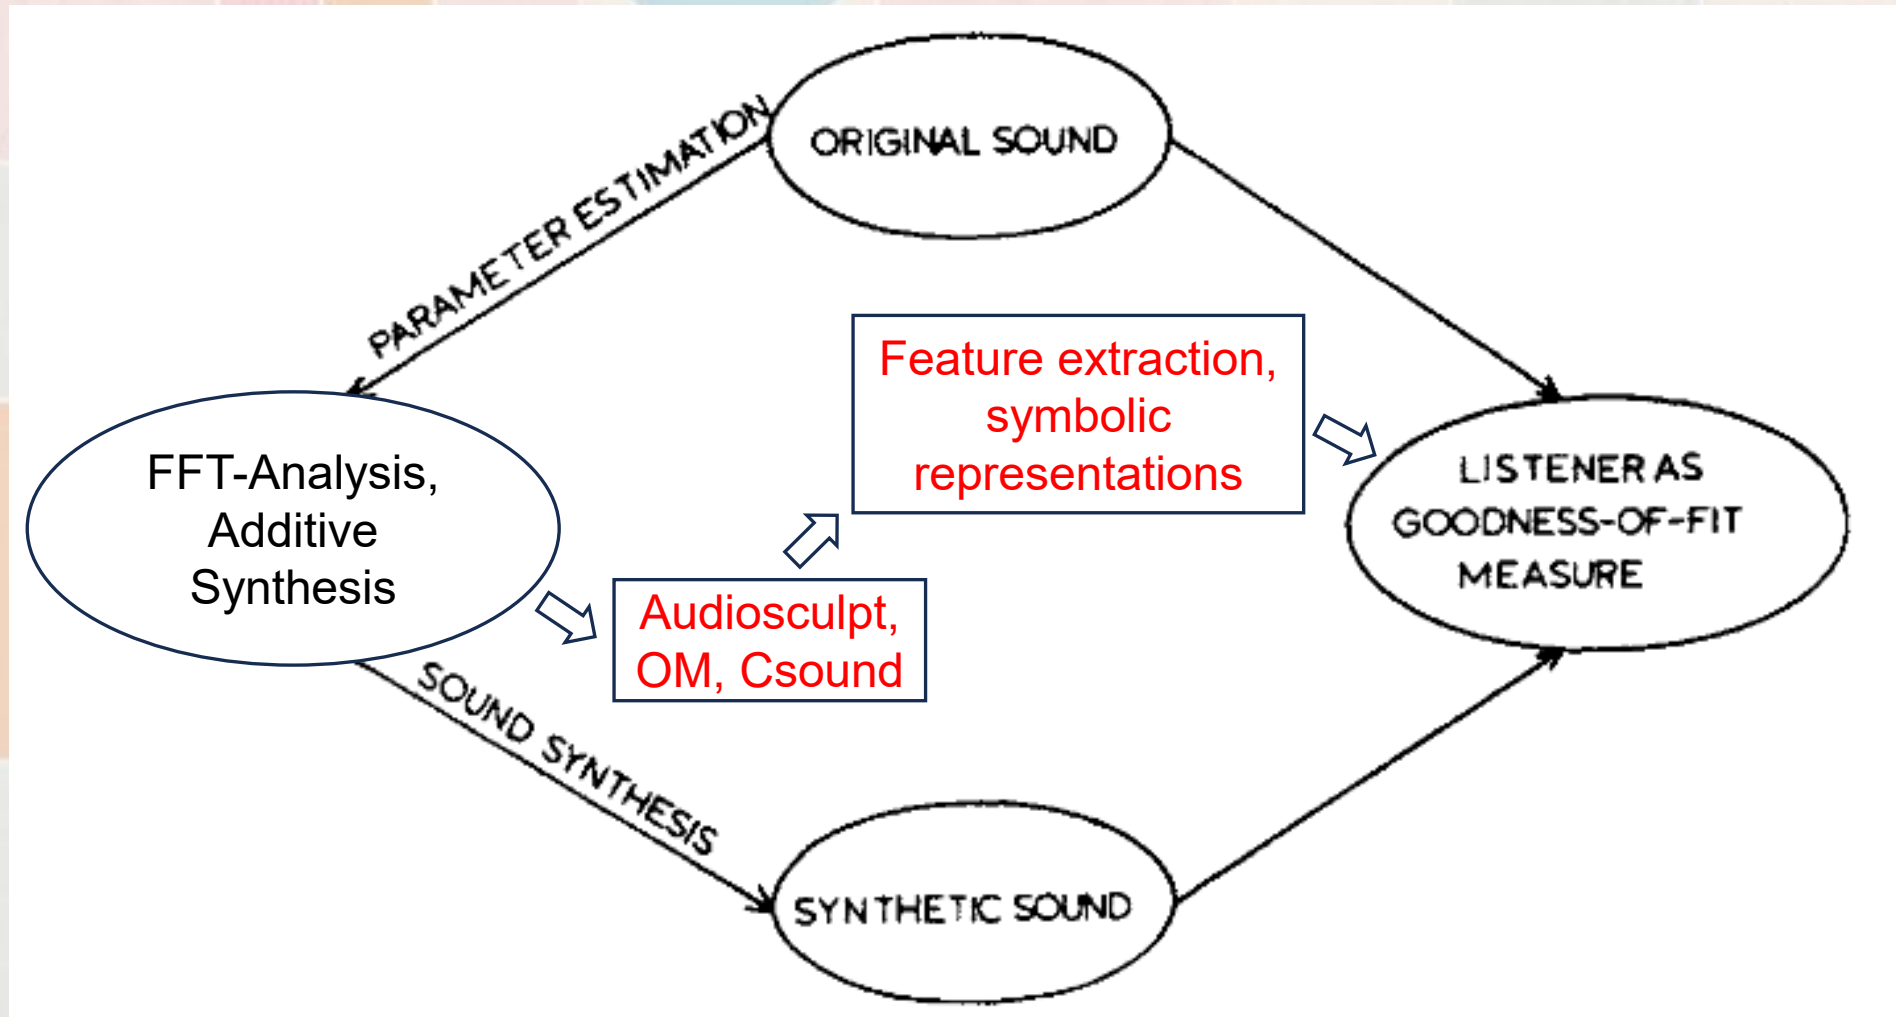 ORIGINAL SOUND
PARAMETER ESTIMATION
Feature extraction,
symbolic
representations
FFT-Analysis,
Additive
Synthesis
LISTENER AS
GOODNESS-OF-FIT
MEASURE
Audiosculpt,
OM, Csound
SOUND SYNTHESIS
SYNTHETIC SOUND